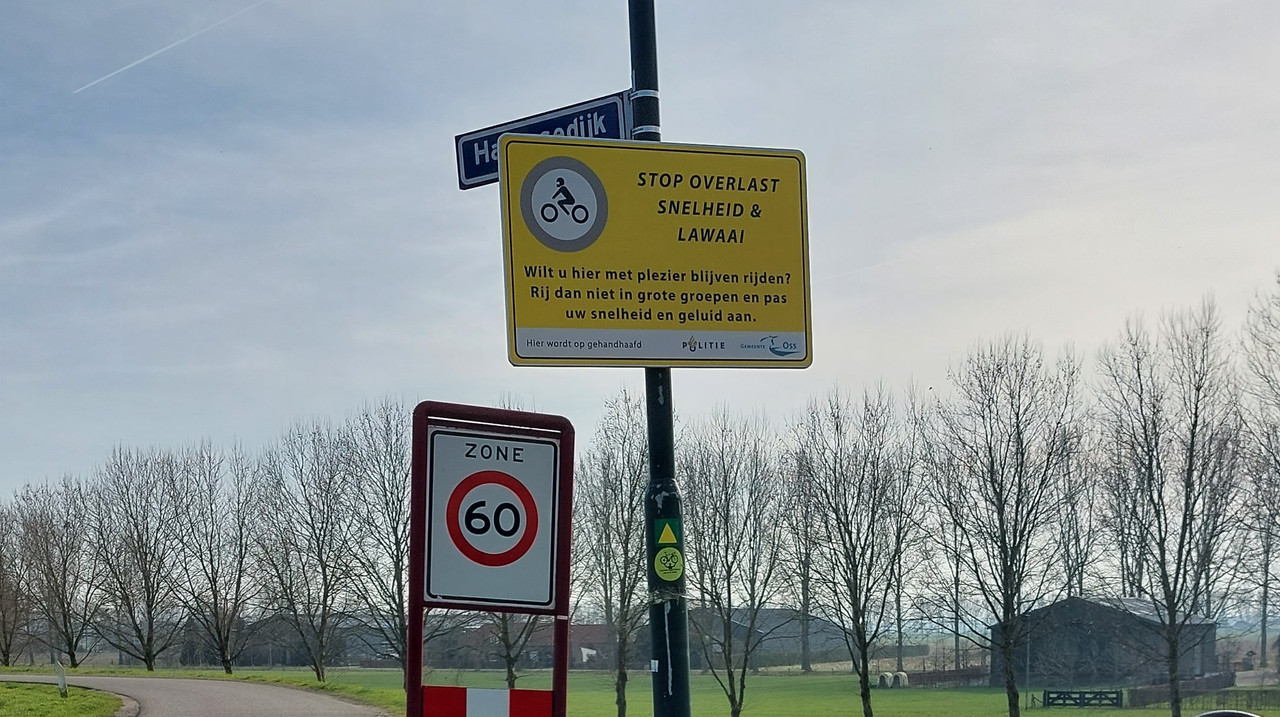 STOP OVERLAST
SNELHEID &
LAWAAI
Wilt u hier met plezier blijven rijden?
Rij dan niet in grote groepen en pas
uw snelheid en geluid aan.
Hier wordt op gehandhaafd
POLITIE
GEMEENTE OSS
ZONE
60